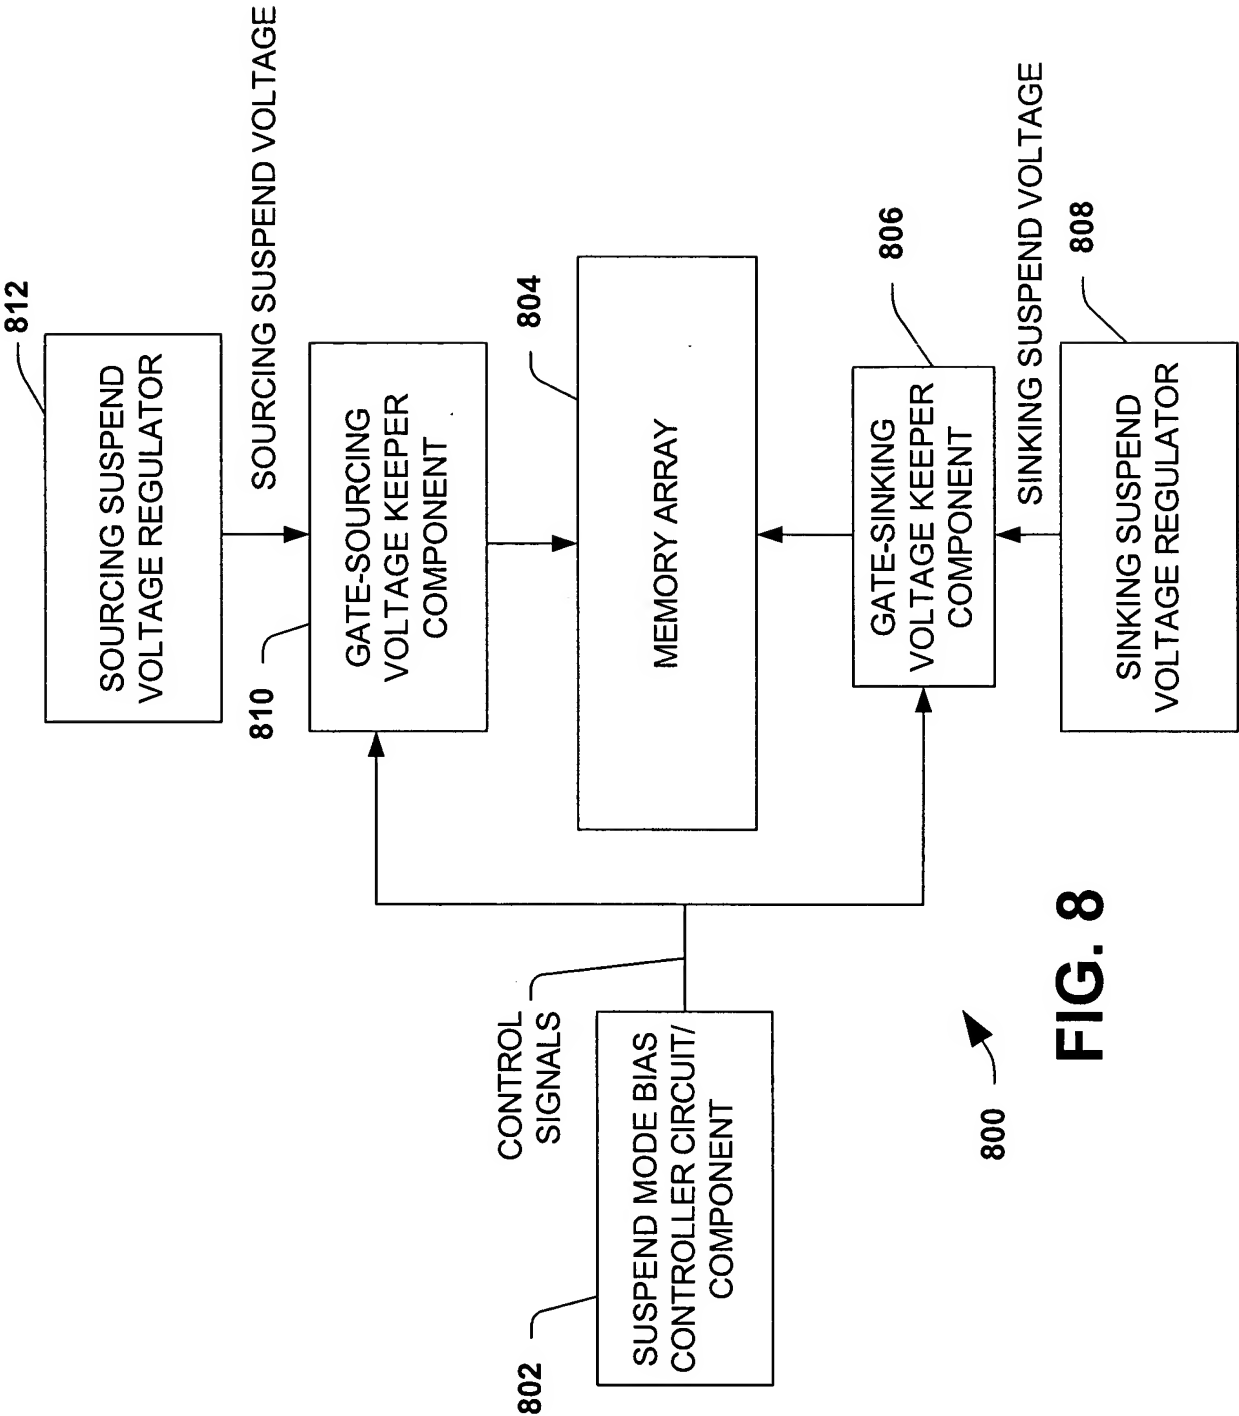 812
SOURCING SUSPEND
VOLTAGE REGULATOR
SOURCING SUSPEND VOLTAGE
810
GATE-SOURCING
VOLTAGE KEEPER
COMPONENT
804
MEMORY ARRAY
CONTROL
SIGNALS
802
SUSPEND MODE BIAS
CONTROLLER CIRCUIT/
COMPONENT
806
GATE-SINKING
VOLTAGE KEEPER
COMPONENT
SINKING SUSPEND VOLTAGE
808
SINKING SUSPEND
VOLTAGE REGULATOR
800
FIG. 8